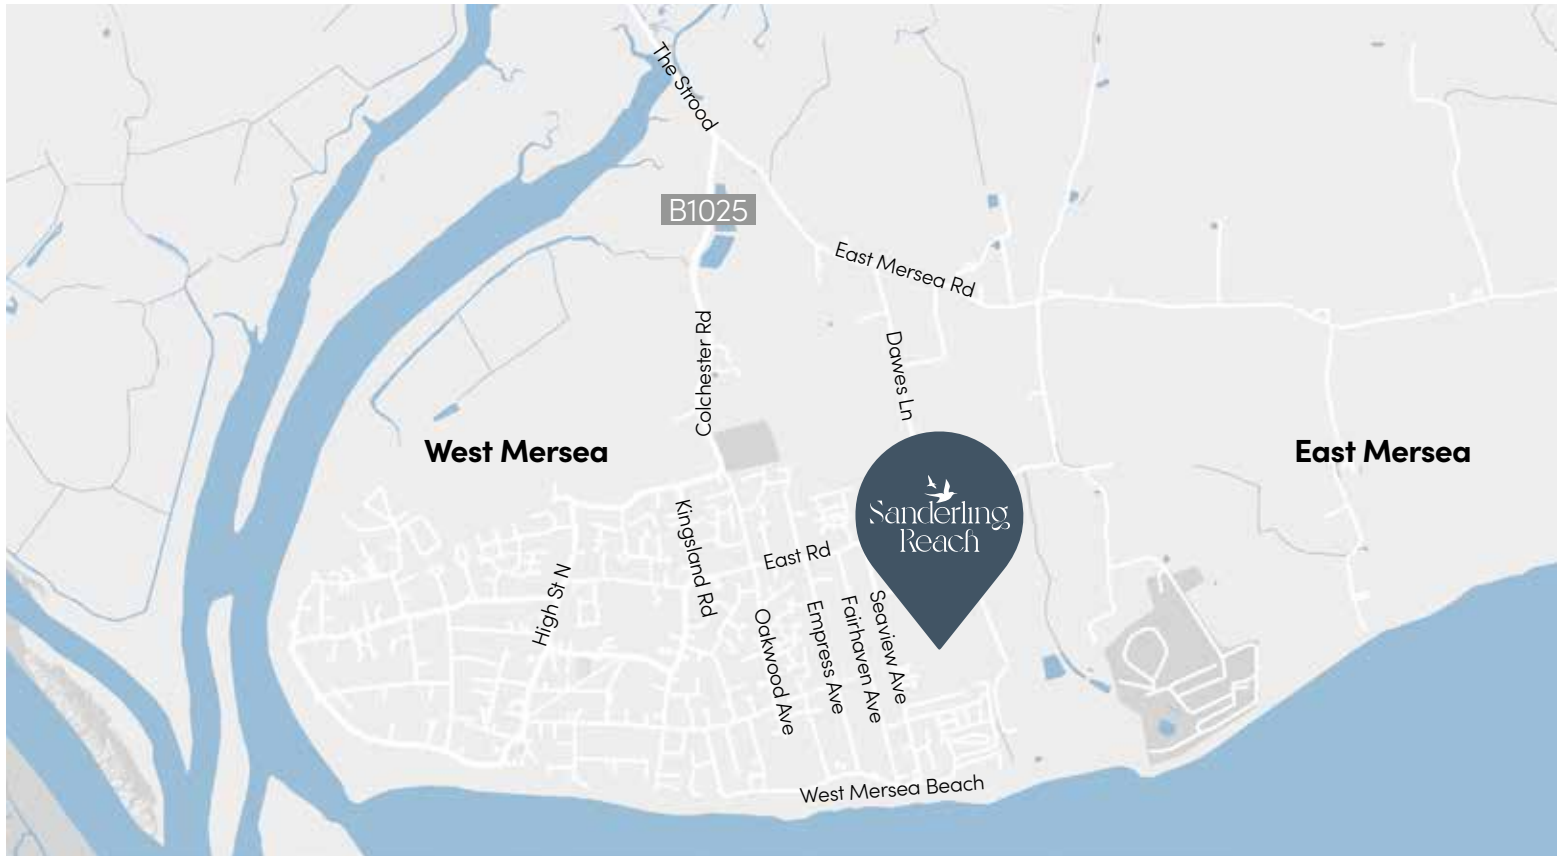 The Strood
B1025
East Mersea Rd
Colchester Rd
Dawes Ln
West Mersea
East Mersea
Sanderling
Reach
Kingsland Rd
East Rd
High St N
Oakwood Ave
Empress Ave
Fairhaven Ave
Seaview Ave
West Mersea Beach